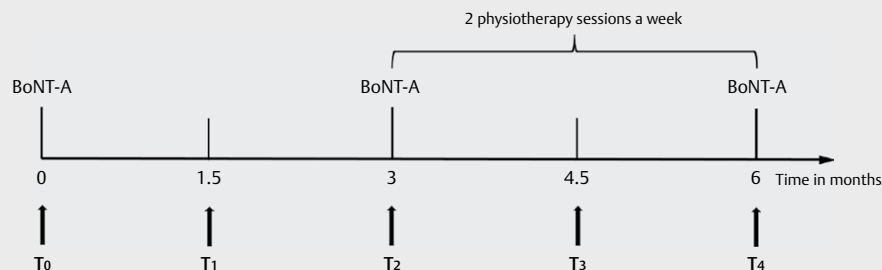 2 physiotherapy sessions a week
BoNT-A BoNT-A BoNT-A
0 1.5 3 4.5 6 Time in months
T0 T1 T2 T3 T4